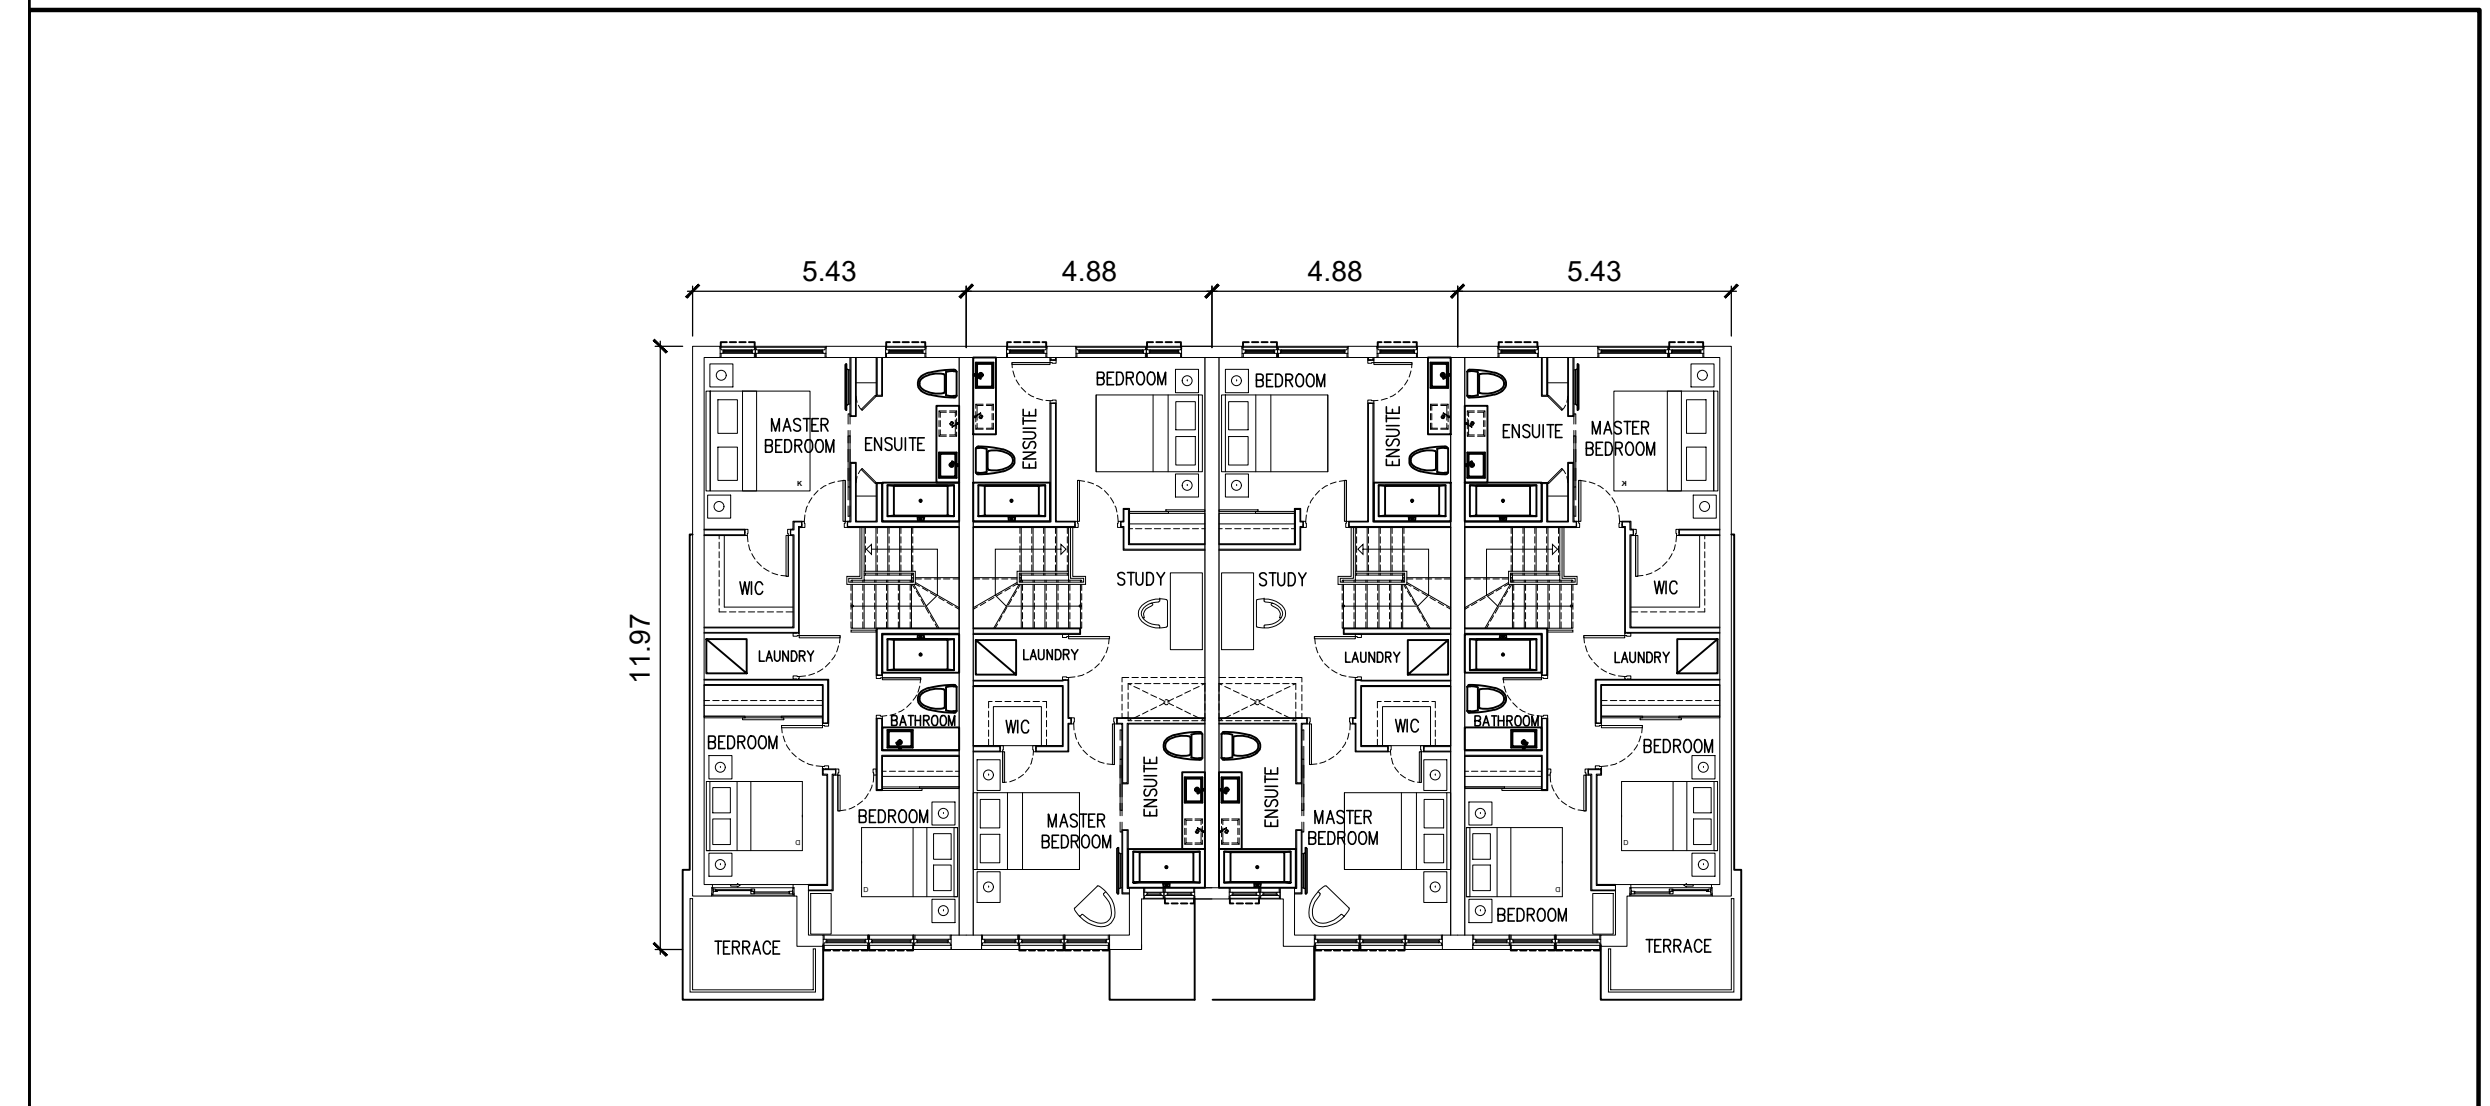 5.43
4.88
4.88
5.43
11.97
MASTER
BEDROOM
K
ENSUITE
ENSUITE
BEDROOM
BEDROOM
ENSUITE
ENSUITE
MASTER
BEDROOM
K
WIC
STUDY
STUDY
WIC
LAUNDRY
LAUNDRY
LAUNDRY
LAUNDRY
BATHROOM
WIC
WIC
BATHROOM
BEDROOM
BEDROOM
D
BEDROOM
D
MASTER
BEDROOM
ENSUITE
ENSUITE
MASTER
BEDROOM
BEDROOM
D
D
TERRACE
TERRACE